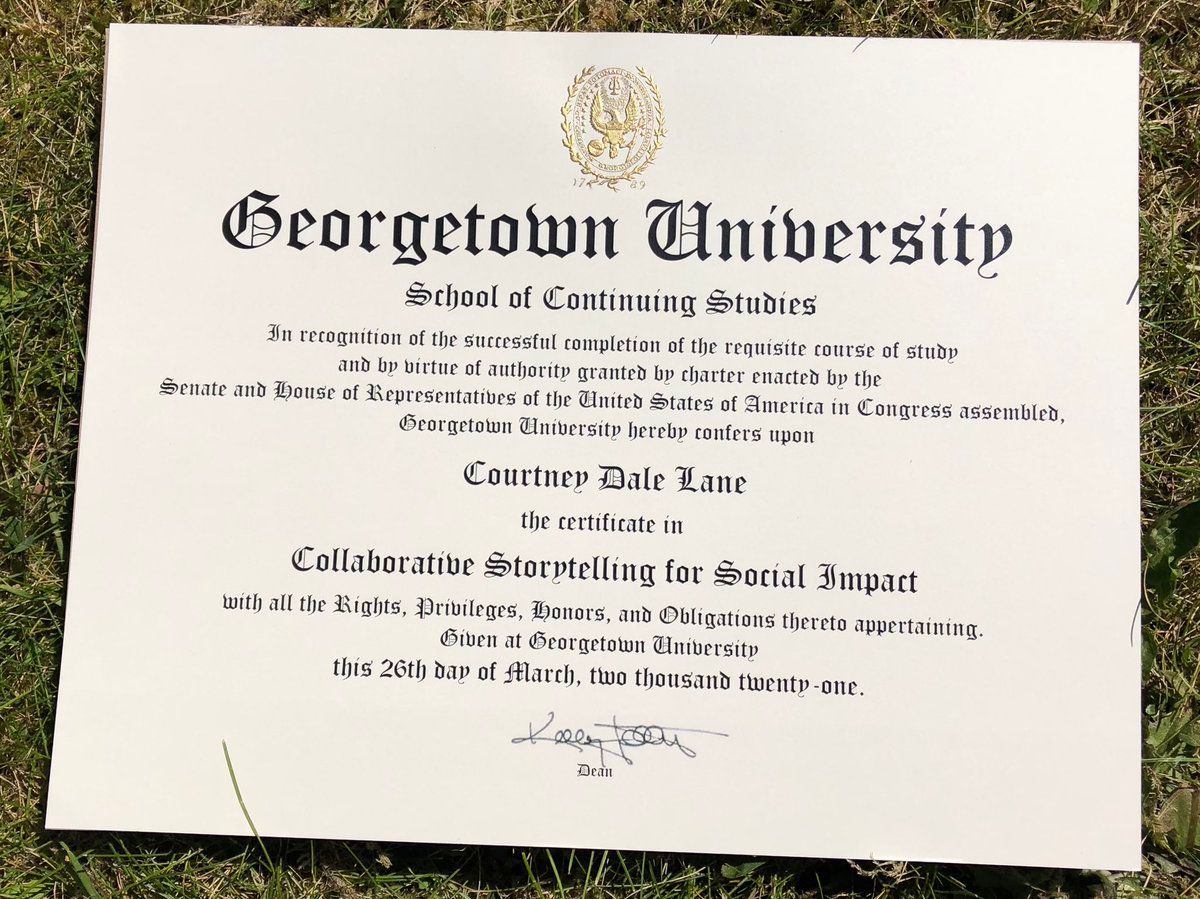 17 89
Georgetown University
School of Continuing Studies
In recognition of the successful completion of the requisite course of study
and by virtue of authority granted by charter enacted by the
Senate and House of Representatives of the United States of America in Congress assembled,
Georgetown University hereby confers upon
Courtney Dale Lane
the certificate in
Collaborative Storytelling for Social Impact
with all the Rights, Privileges, Honors, and Obligations thereto appertaining.
Given at Georgetown University
this 26th day of March, two thousand twenty-one.
Dean